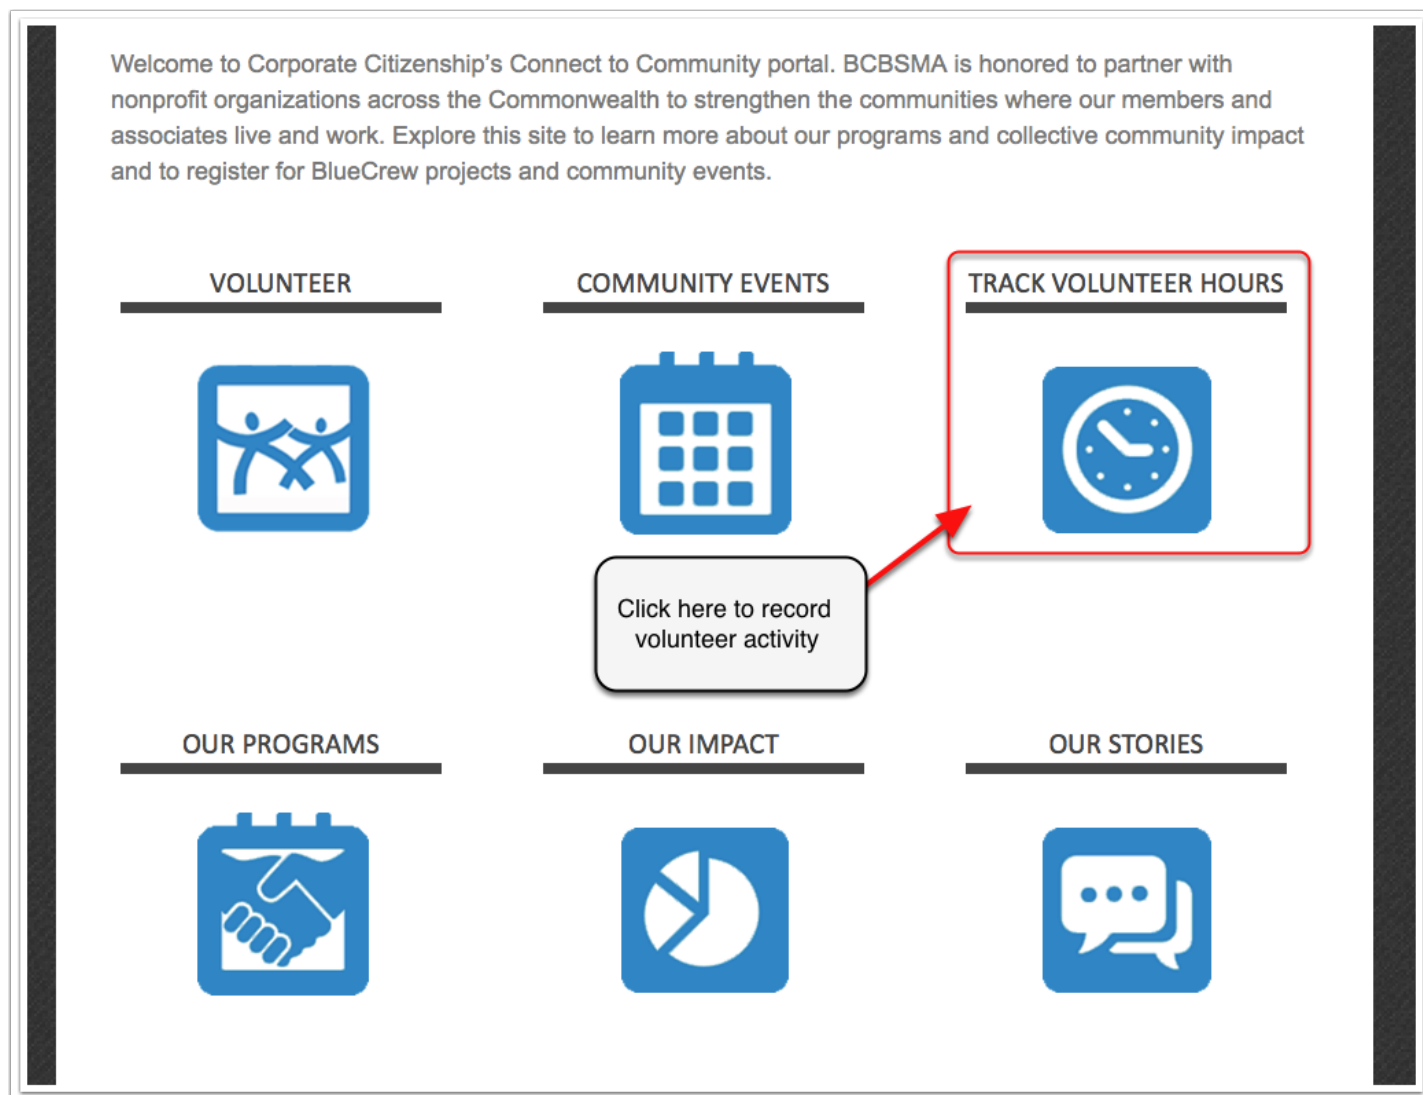 Welcome to Corporate Citizenship's Connect to Community portal. BCBSMA is honored to partner with
nonprofit organizations across the Commonwealth to strengthen the communities where our members and
associates live and work. Explore this site to learn more about our programs and collective community impact
and to register for BlueCrew projects and community events.
VOLUNTEER
COMMUNITY EVENTS
TRACK VOLUNTEER HOURS
Click here to record
volunteer activity
OUR PROGRAMS
OUR IMPACT
OUR STORIES